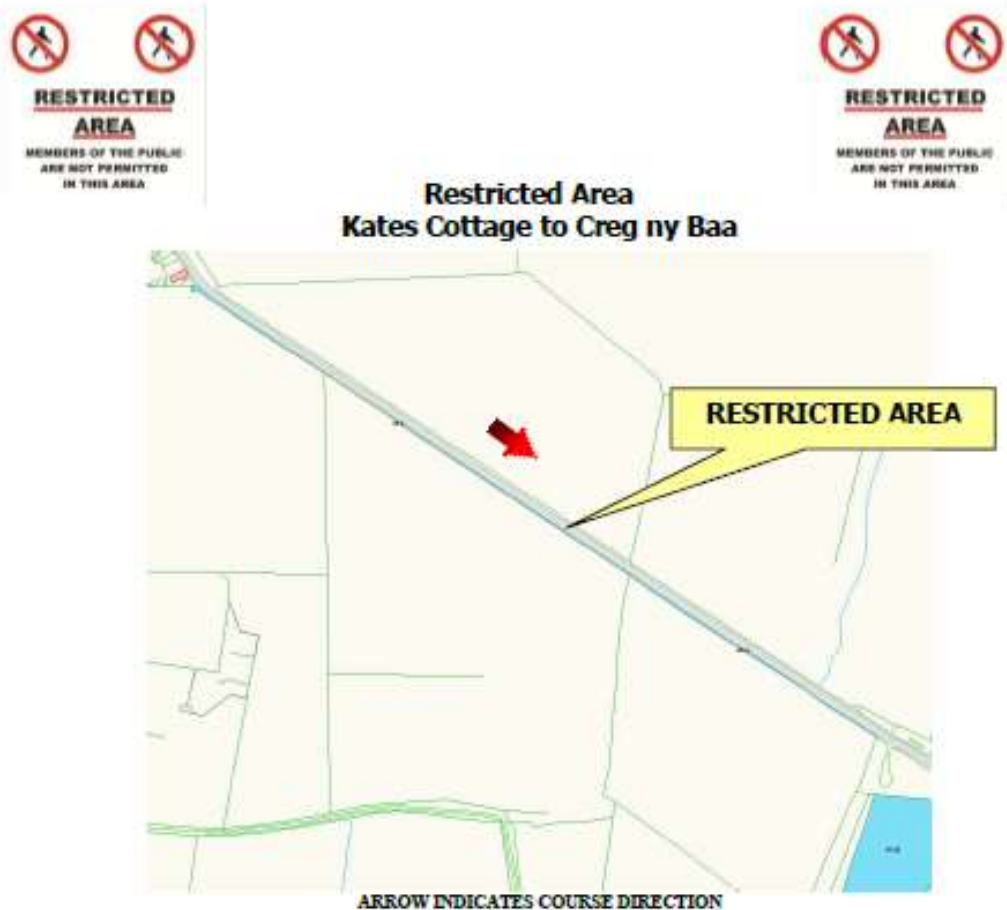 RESTRICTED
AREA
MEMBERS OF THE PUBLIC
ARE NOT PERMITTED
IN THIS AREA
RESTRICTED
AREA
MEMBERS OF THE PUBLIC
ARE NOT PERMITTED
IN THIS AREA
Restricted Area
Kates Cottage to Creg ny Baa
RESTRICTED AREA
ARROW INDICATES COURSE DIRECTION